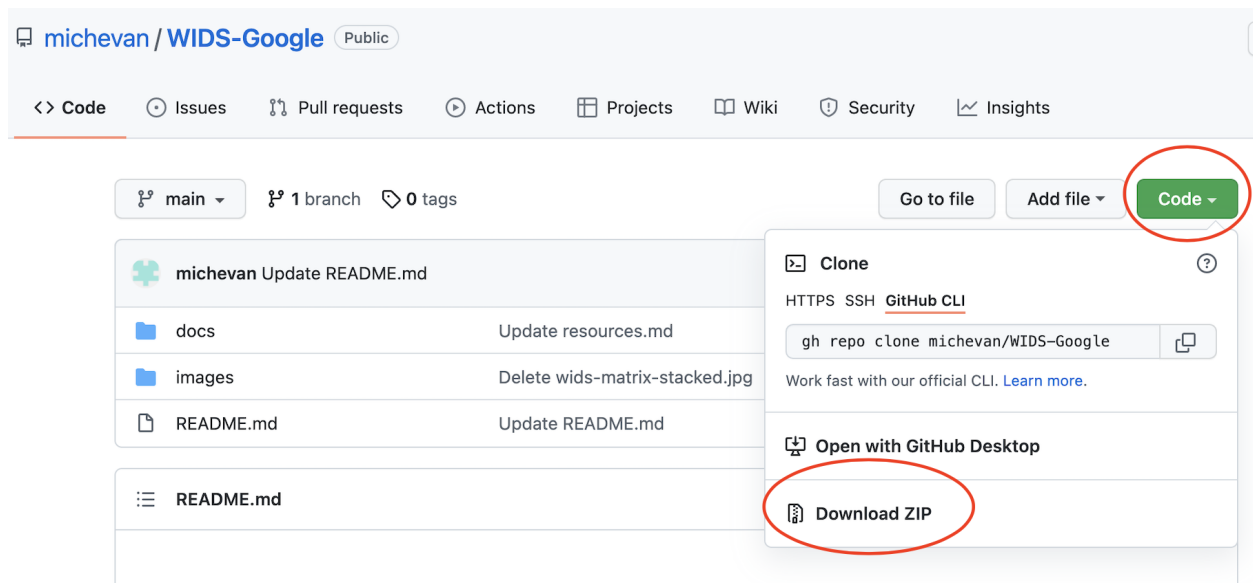 michevan / WIDS-Google Public
Code Issues Pull requests Actions Projects Wiki Security Insights
main 1 branch 0 tags Go to file Add file Code
michevan Update README.md
docs Update resources.md
images Delete wids-matrix-stacked.jpg
README.md Update README.md
README.md
Clone
HTTPS SSH GitHub CLI
gh repo clone michevan/WIDS-Google
Work fast with our official CLI. Learn more.
Open with GitHub Desktop
Download ZIP